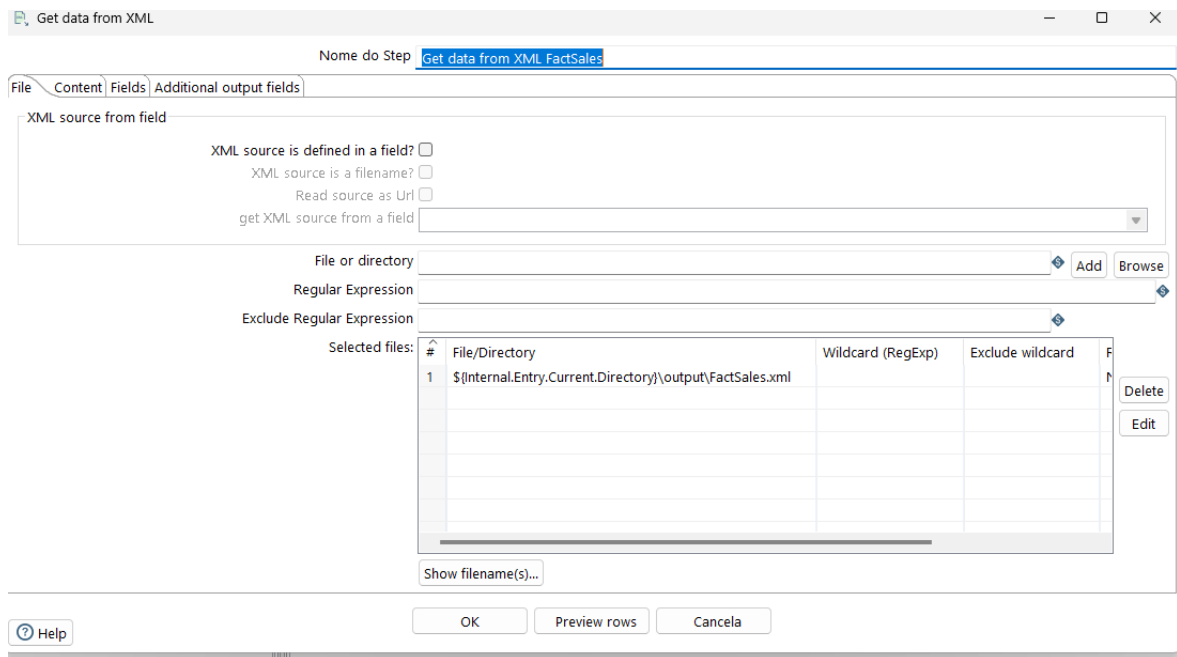 Get data from XML
Nome do Step Get data from XML FactSales
File Content Fields Additional output fields
XML source from field
XML source is defined in a field?
XML source is a filename?
Read source as Url
get XML source from a field
File or directory Add Browse
Regular Expression
Exclude Regular Expression
Selected files: # File/Directory Wildcard (RegExp) Exclude wildcard
1 ${Internal.Entry.Current.Directory}\output\FactSales.xml
Delete
Edit
Show filename(s)...
OK Preview rows Cancela
Help